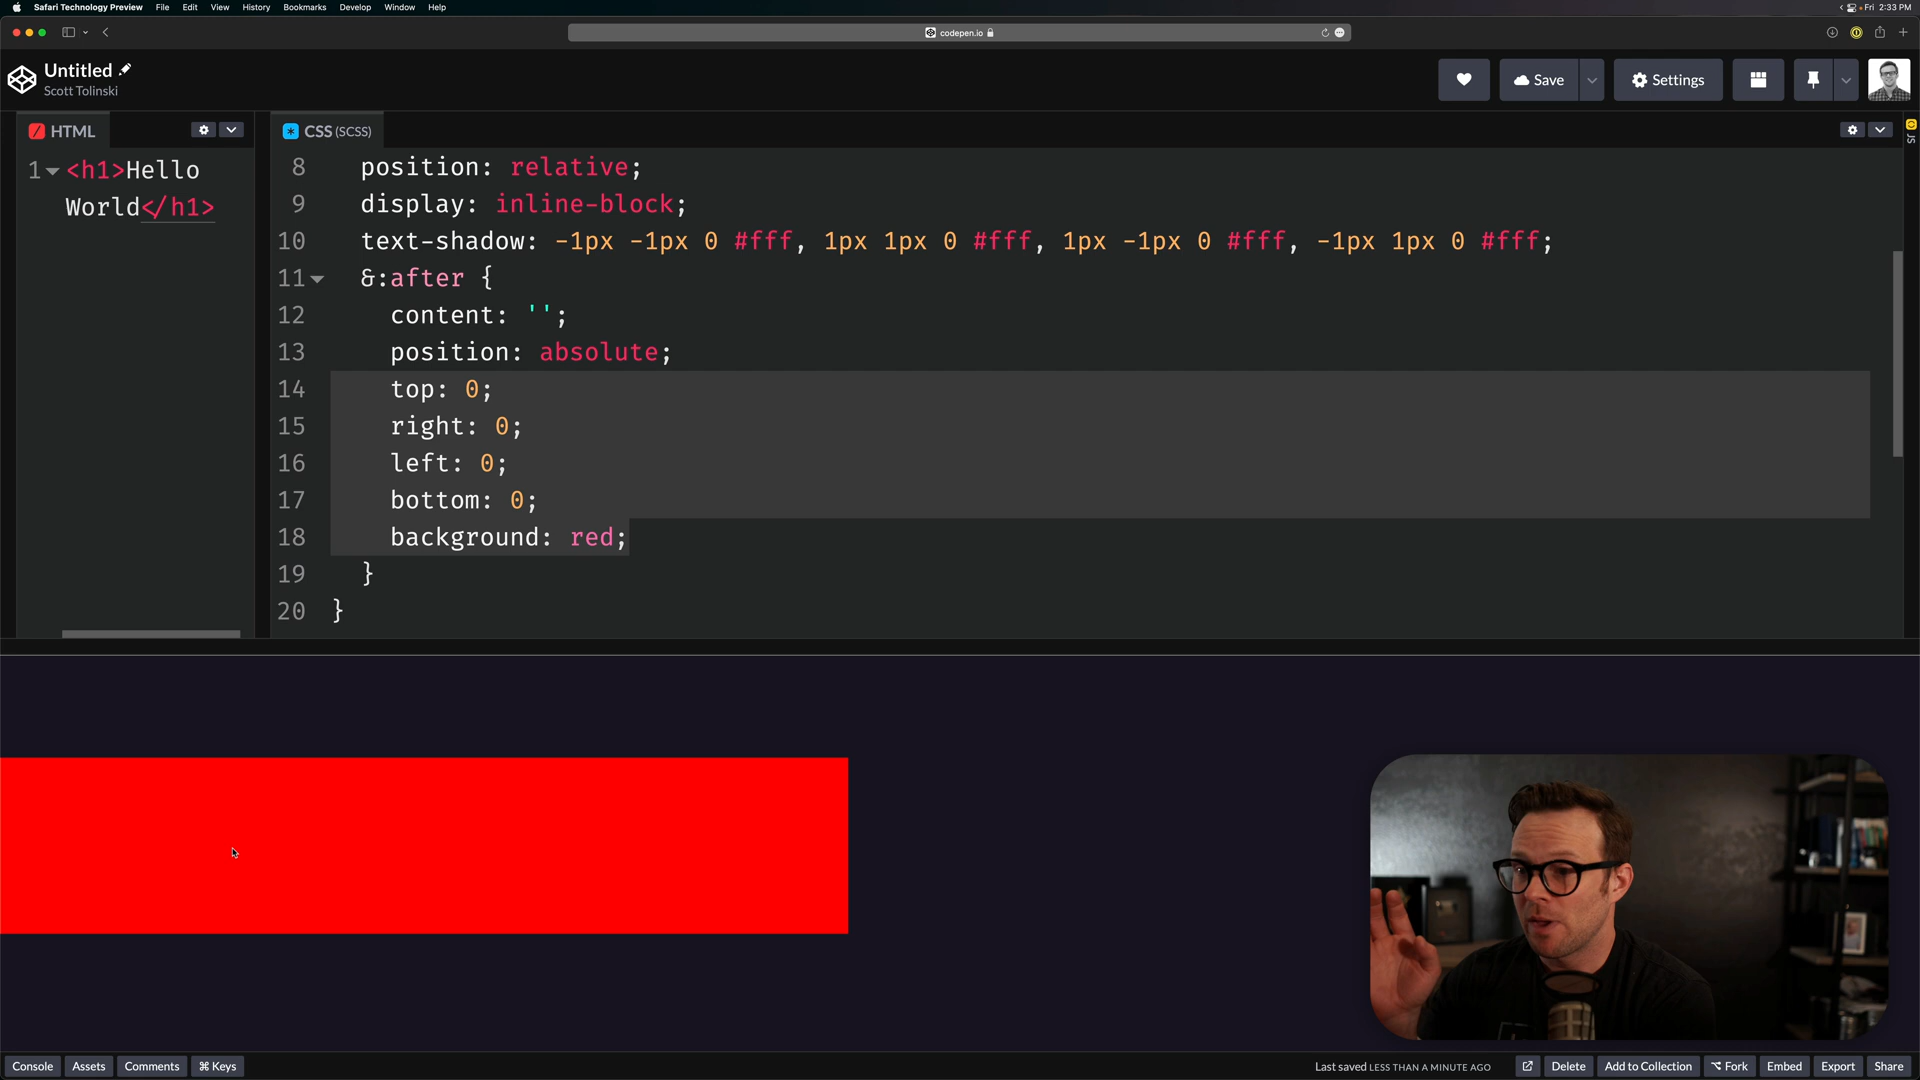 Safari Technology Preview File Edit View History Bookmarks Develop Window Help
Fri 2:33 PM
codepen.io
Untitled
Scott Tolinski
Save
Settings
HTML
CSS (SCSS)
JS
1 <h1>Hello
World</h1>
8 position: relative;
9 display: inline-block;
10 text-shadow: -1px -1px 0 #fff, 1px 1px 0 #fff, 1px -1px 0 #fff, -1px 1px 0 #fff;
11 &:after {
12 content: '';
13 position: absolute;
14 top: 0;
15 right: 0;
16 left: 0;
17 bottom: 0;
18 background: red;
19 }
20 }
Console Assets Comments ⌘ Keys
Last saved LESS THAN A MINUTE AGO
Delete Add to Collection ⌥ Fork Embed Export Share